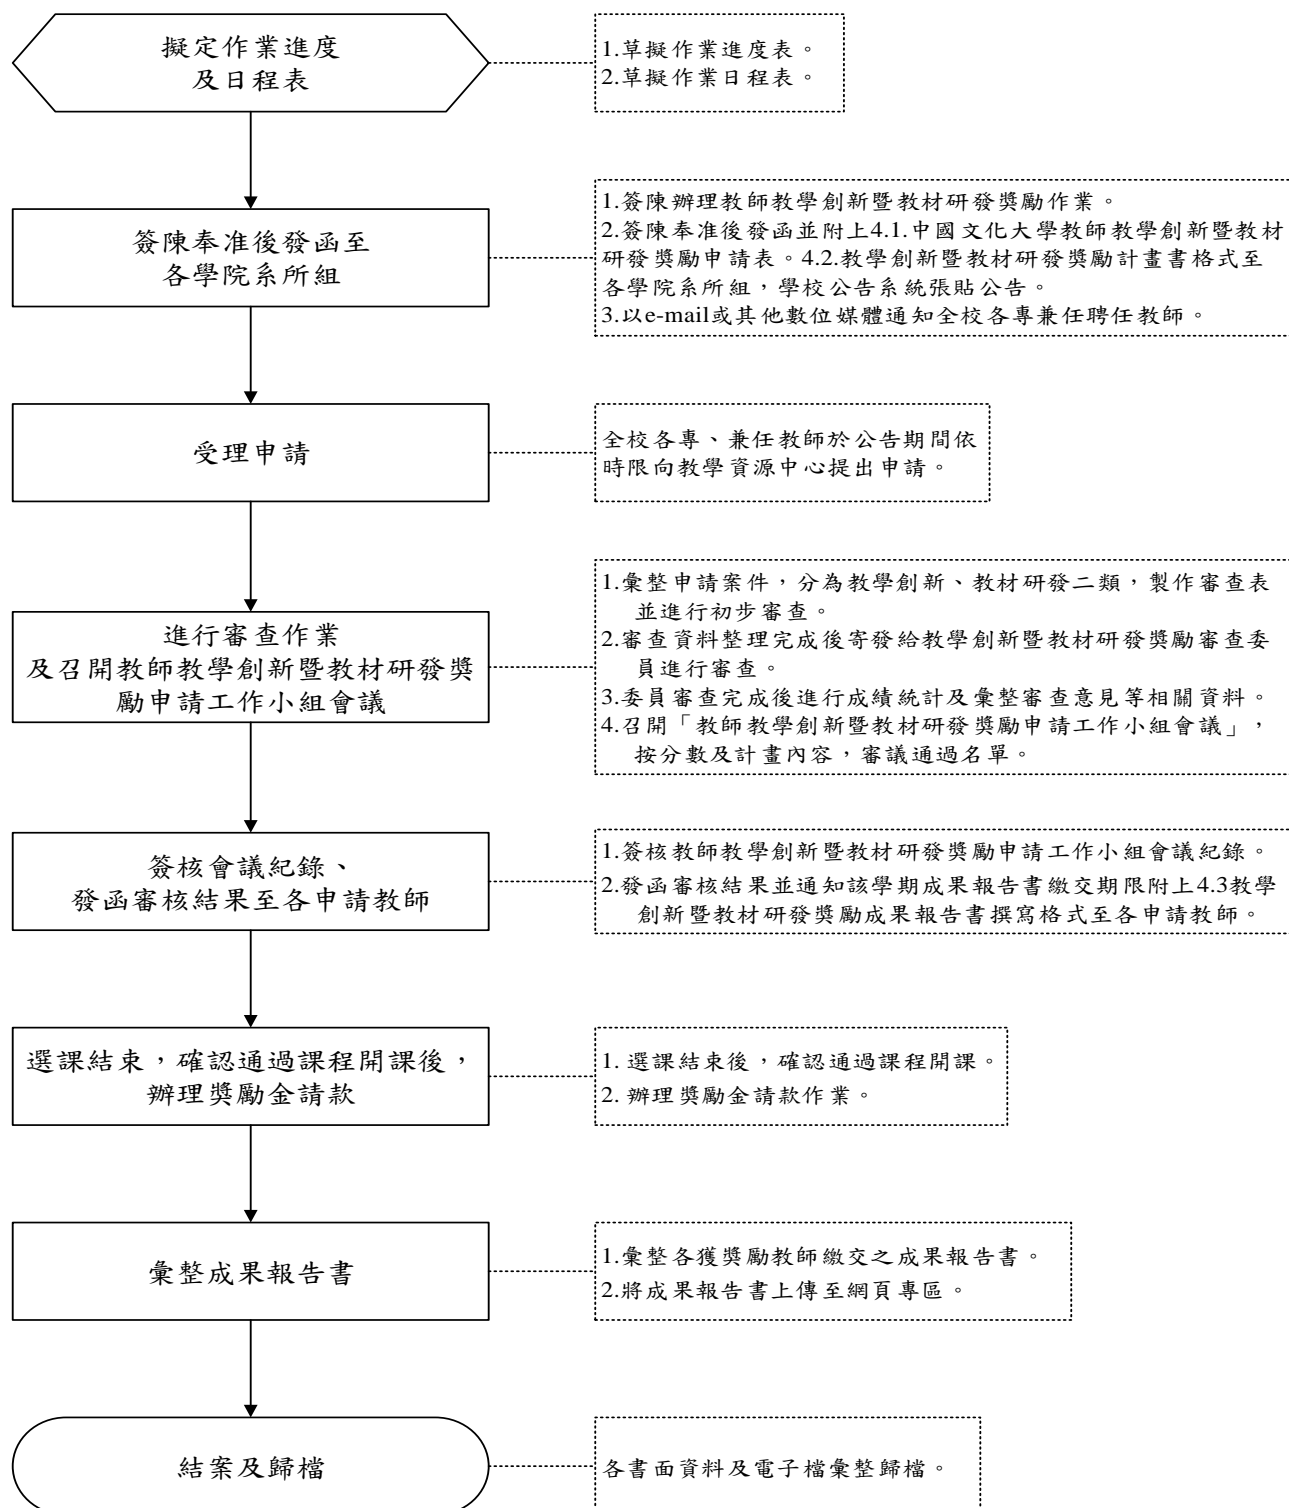 擬定作業進度
及日程表
1.草擬作業進度表。
2.草擬作業日程表。
簽陳奉准後發函至
各學院系所組
1.簽陳辦理教師教學創新暨教材研發獎勵作業。
2.簽陳奉准後發函並附上4.1.中國文化大學教師教學創新暨教材
研發獎勵申請表。4.2.教學創新暨教材研發獎勵計畫書格式至
各學院系所組，學校公告系統張貼公告。
3.以e-mail或其他數位媒體通知全校各專兼任聘任教師。
受理申請
全校各專、兼任教師於公告期間依
時限向教學資源中心提出申請。
進行審查作業
及召開教師教學創新暨教材研發獎
勵申請工作小組會議
1.彙整申請案件，分為教學創新、教材研發二類，製作審查表
並進行初步審查。
2.審查資料整理完成後寄發給教學創新暨教材研發獎勵審查委
員進行審查。
3.委員審查完成後進行成績統計及彙整審查意見等相關資料。
4.召開「教師教學創新暨教材研發獎勵申請工作小組會議」，
按分數及計畫內容，審議通過名單。
簽核會議紀錄、
發函審核結果至各申請教師
1.簽核教師教學創新暨教材研發獎勵申請工作小組會議紀錄。
2.發函審核結果並通知該學期成果報告書繳交期限附上4.3教學
創新暨教材研發獎勵成果報告書撰寫格式至各申請教師。
選課結束，確認通過課程開課後，
辦理獎勵金請款
1. 選課結束後，確認通過課程開課。
2. 辦理獎勵金請款作業。
彙整成果報告書
1.彙整各獲獎勵教師繳交之成果報告書。
2.將成果報告書上傳至網頁專區。
結案及歸檔
各書面資料及電子檔彙整歸檔。